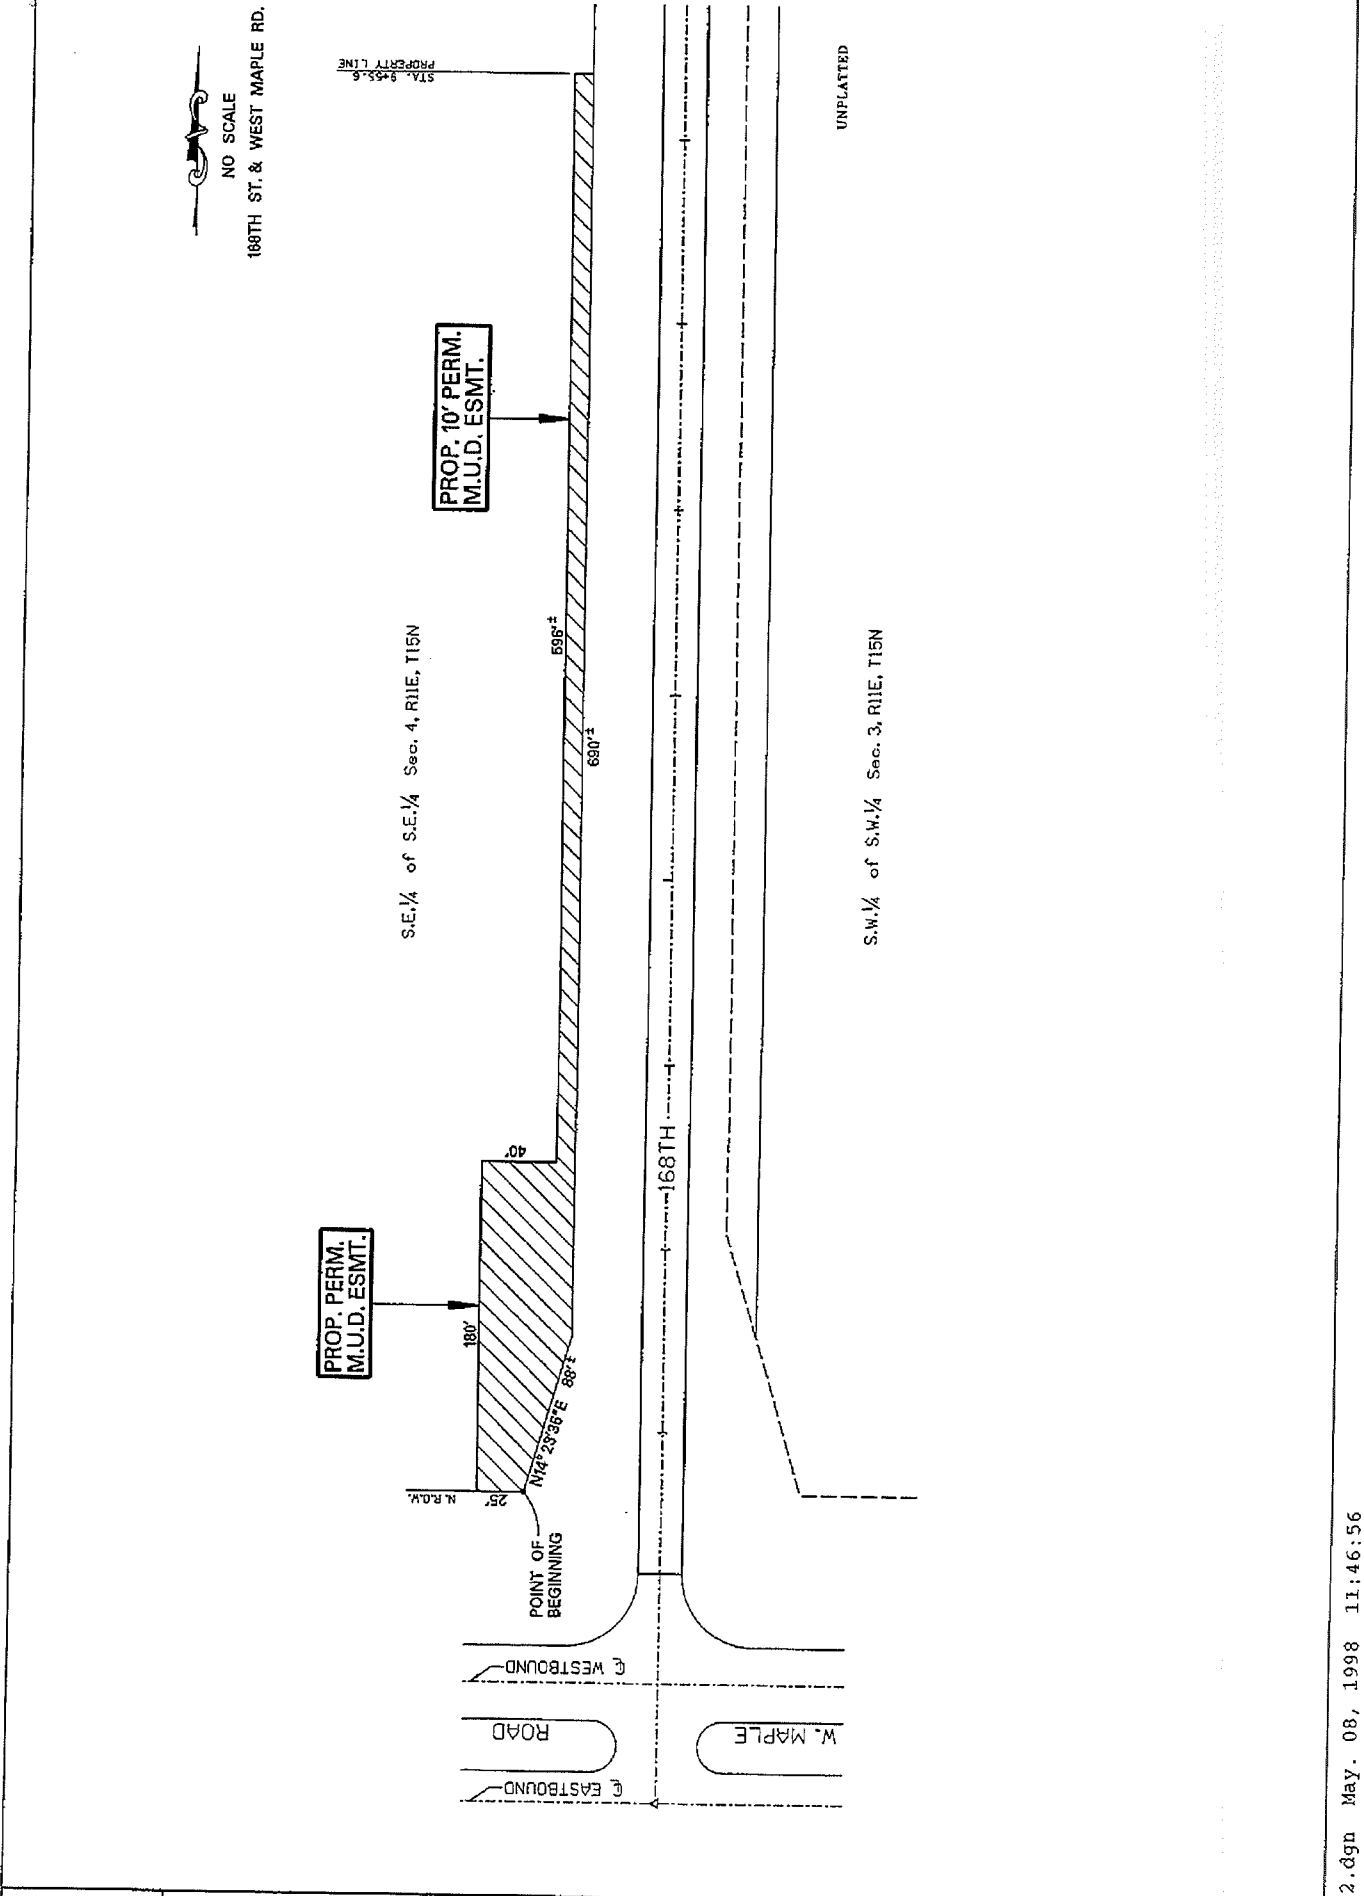 NO SCALE
168TH ST. & WEST MAPLE RD.
STA. 9+55.6
PROPERTY LINE
UNPLATTED
PROP. 10' PERM.
M.U.D. ESMT.
596'±
690'±
S.E.¼ of S.E.¼ Sec. 4, R11E, T15N
S.W.¼ of S.W.¼ Sec. 3, R11E, T15N
40'
168TH
PROP. PERM.
M.U.D. ESMT.
180'
N14°23'36"E 88'±
N. R.O.W.
25'
POINT OF
BEGINNING
℄ WESTBOUND
ROAD
W. MAPLE
℄ EASTBOUND
2.dgn May. 08, 1998 11:46:56